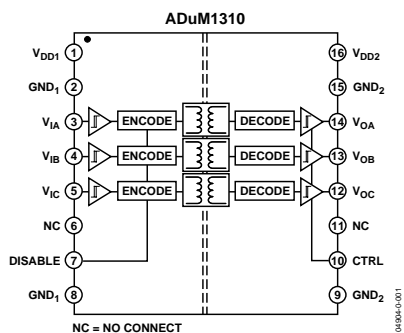 ADuM1310
VDD1 1
16 VDD2
GND1 2
15 GND2
VIA 3 ENCODE DECODE 14 VOA
VIB 4 ENCODE DECODE 13 VOB
VIC 5 ENCODE DECODE 12 VOC
NC 6
11 NC
DISABLE 7
10 CTRL
GND1 8
9 GND2
NC = NO CONNECT
04904-0-001